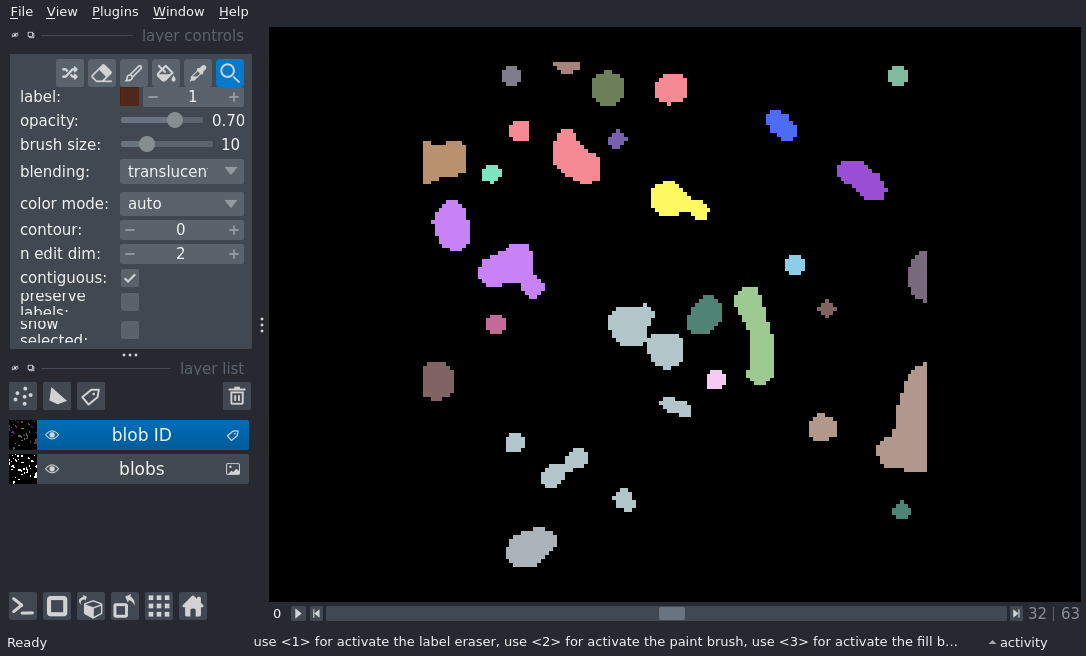 File View Plugins Window Help
layer controls
label: 1
opacity: 0.70
brush size: 10
blending: translucen
color mode: auto
contour: 0
n edit dim: 2
contiguous:
preserve
labels:
show
selected:
layer list
blob ID
blobs
0 32 63
Ready use <1> for activate the label eraser, use <2> for activate the paint brush, use <3> for activate the fill b... activity